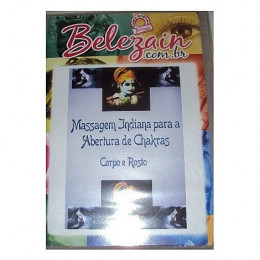 Belezain
.com.br
Massagem Indiana para a
Abertura de Chakras
Corpo e Rosto